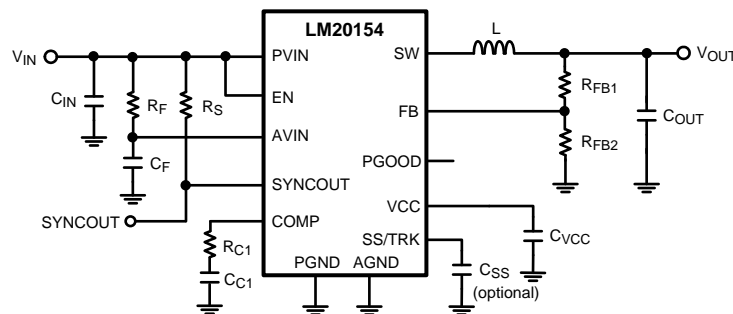 LM20154
VIN
PVIN
SW
L
VOUT
CIN
RF
RS
EN
RFB1
FB
COUT
AVIN
RFB2
CF
PGOOD
SYNCOUT
VCC
SYNCOUT
COMP
CVCC
RC1
SS/TRK
PGND
AGND
CSS
(optional)
CC1